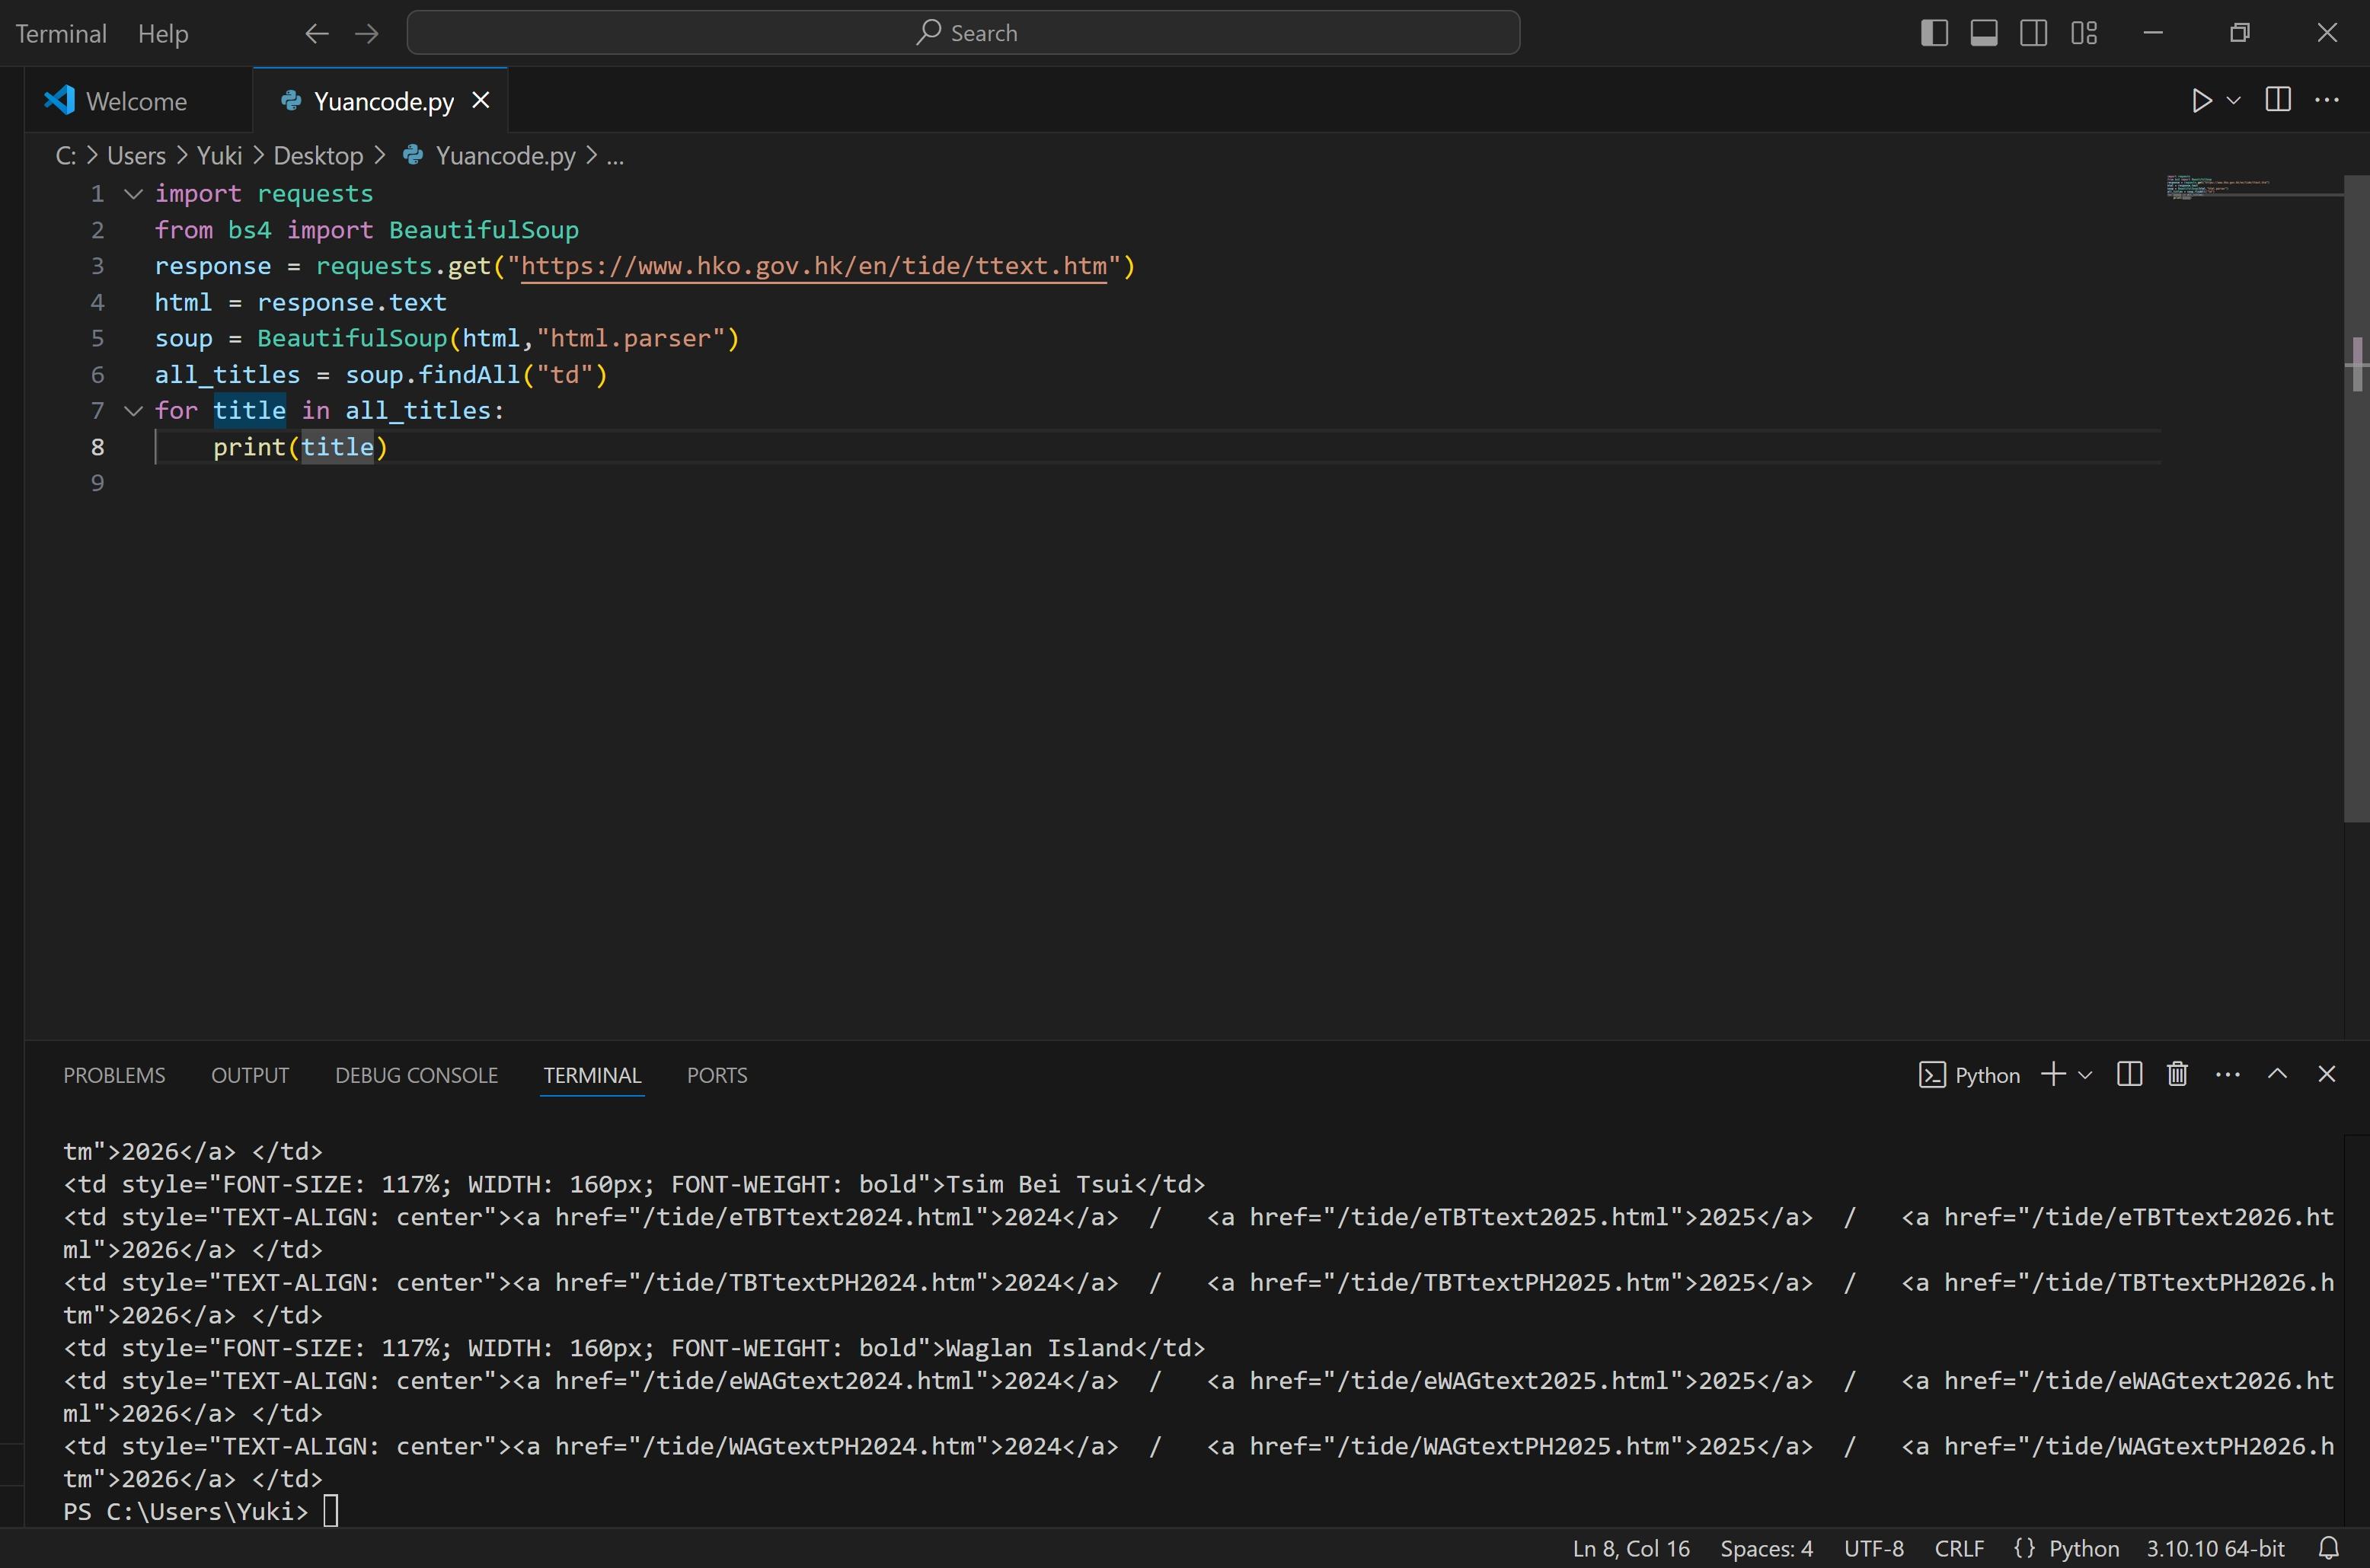 Terminal Help Search
Welcome Yuancode.py
C: > Users > Yuki > Desktop > Yuancode.py > ...
1 import requests
2 from bs4 import BeautifulSoup
3 response = requests.get("https://www.hko.gov.hk/en/tide/ttext.htm")
4 html = response.text
5 soup = BeautifulSoup(html,"html.parser")
6 all_titles = soup.findAll("td")
7 for title in all_titles:
8     print(title)
9
PROBLEMS OUTPUT DEBUG CONSOLE TERMINAL PORTS Python
tm">2026</a> </td>
<td style="FONT-SIZE: 117%; WIDTH: 160px; FONT-WEIGHT: bold">Tsim Bei Tsui</td>
<td style="TEXT-ALIGN: center"><a href="/tide/eTBTtext2024.html">2024</a>  /   <a href="/tide/eTBTtext2025.html">2025</a>  /   <a href="/tide/eTBTtext2026.ht
ml">2026</a> </td>
<td style="TEXT-ALIGN: center"><a href="/tide/TBTtextPH2024.htm">2024</a>  /   <a href="/tide/TBTtextPH2025.htm">2025</a>  /   <a href="/tide/TBTtextPH2026.h
tm">2026</a> </td>
<td style="FONT-SIZE: 117%; WIDTH: 160px; FONT-WEIGHT: bold">Waglan Island</td>
<td style="TEXT-ALIGN: center"><a href="/tide/eWAGtext2024.html">2024</a>  /   <a href="/tide/eWAGtext2025.html">2025</a>  /   <a href="/tide/eWAGtext2026.ht
ml">2026</a> </td>
<td style="TEXT-ALIGN: center"><a href="/tide/WAGtextPH2024.htm">2024</a>  /   <a href="/tide/WAGtextPH2025.htm">2025</a>  /   <a href="/tide/WAGtextPH2026.h
tm">2026</a> </td>
PS C:\Users\Yuki>
Ln 8, Col 16 Spaces: 4 UTF-8 CRLF {} Python 3.10.10 64-bit